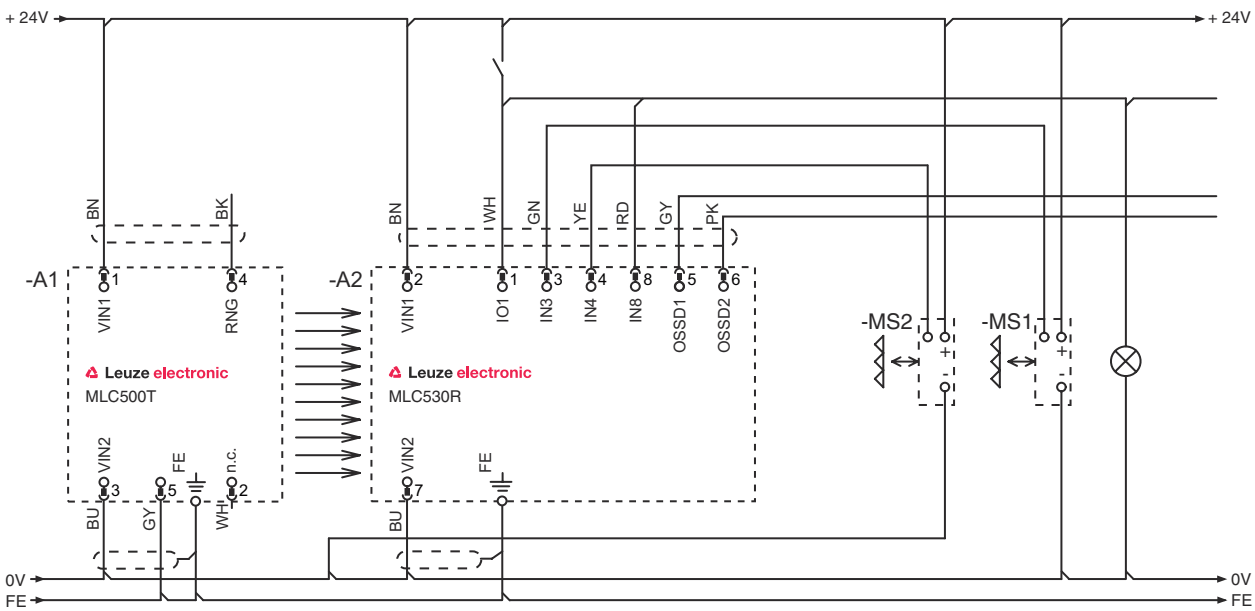 + 24V
+ 24V
BN
BK
BN
WH
GN
YE
RD
GY
PK
-A1
1
4
-A2
2
1
3
4
8
5
6
VIN1
RNG
VIN1
IO1
IN3
IN4
IN8
OSSD1
OSSD2
-MS2
-MS1
+
+
-
-
Leuze electronic
MLC500T
Leuze electronic
MLC530R
VIN2
FE
n.c.
VIN2
FE
3
5
2
7
BU
GY
WH
BU
0V
0V
FE
FE